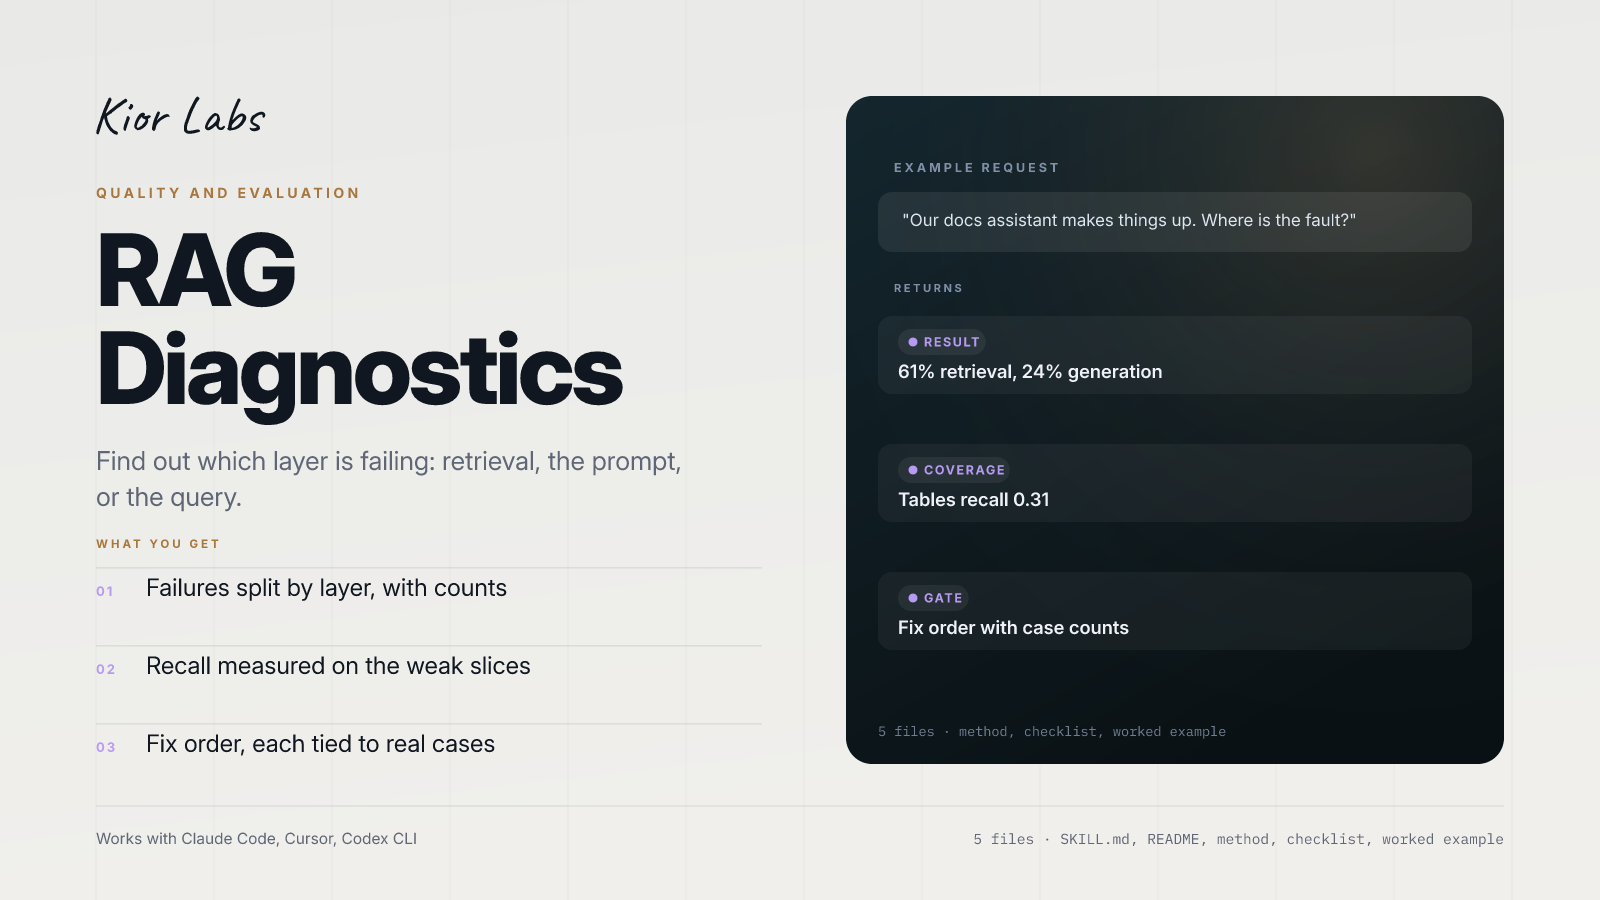 Kior Labs
QUALITY AND EVALUATION
RAG
Diagnostics
Find out which layer is failing: retrieval, the prompt,
or the query.
WHAT YOU GET
01 Failures split by layer, with counts
02 Recall measured on the weak slices
03 Fix order, each tied to real cases
EXAMPLE REQUEST
"Our docs assistant makes things up. Where is the fault?"
RETURNS
RESULT
61% retrieval, 24% generation
COVERAGE
Tables recall 0.31
GATE
Fix order with case counts
5 files · method, checklist, worked example
Works with Claude Code, Cursor, Codex CLI
5 files · SKILL.md, README, method, checklist, worked example